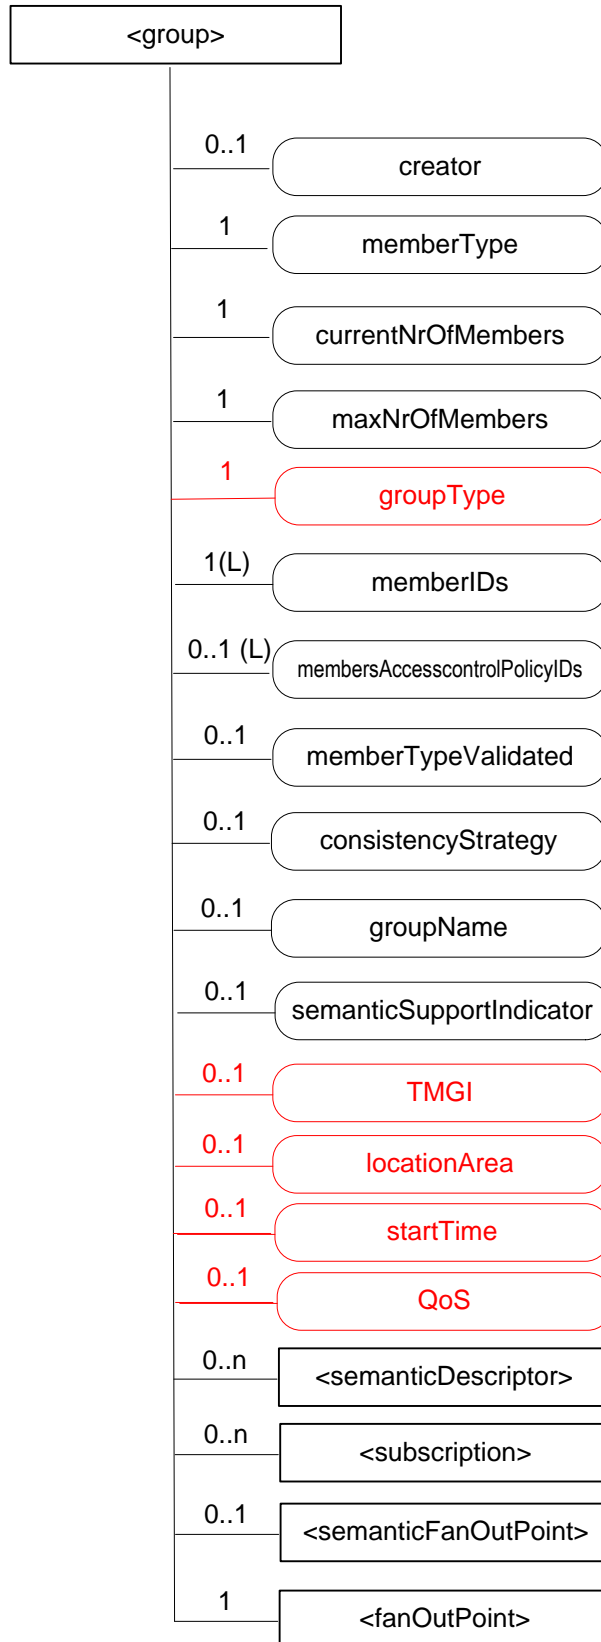 <group>
0..1
creator
1
memberType
1
currentNrOfMembers
1
maxNrOfMembers
1
groupType
1(L)
memberIDs
0..1 (L)
membersAccesscontrolPolicyIDs
0..1
memberTypeValidated
0..1
consistencyStrategy
0..1
groupName
0..1
semanticSupportIndicator
0..1
TMGI
0..1
locationArea
0..1
startTime
0..1
QoS
0..n
<semanticDescriptor>
0..n
<subscription>
0..1
<semanticFanOutPoint>
1
<fanOutPoint>